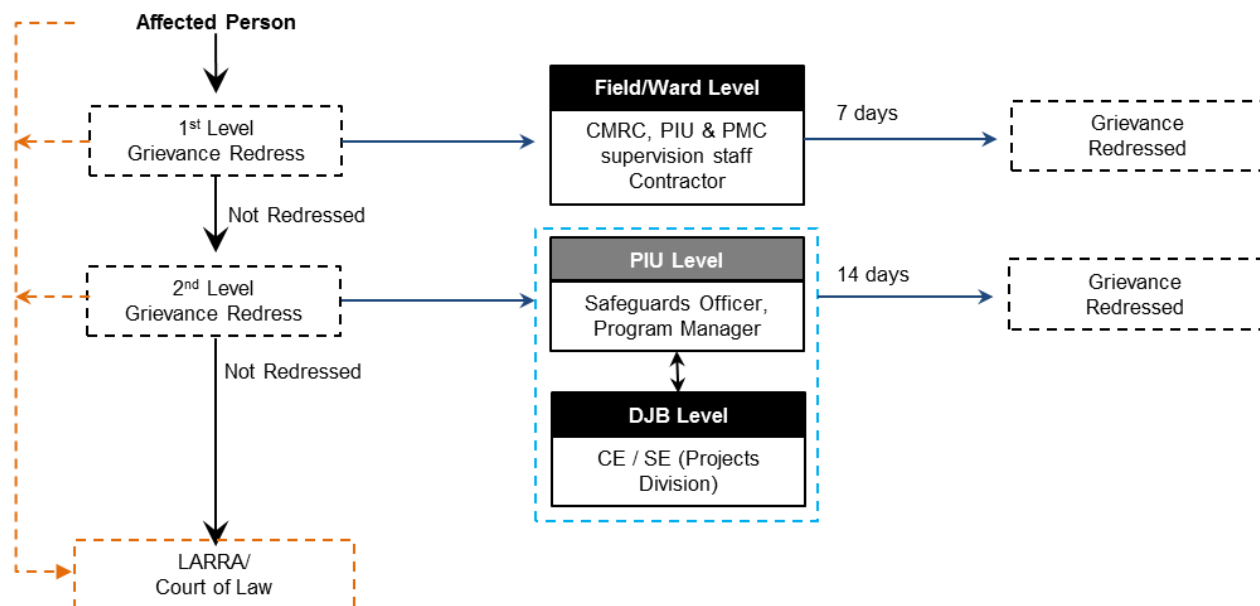 Affected Person
1st Level
Grievance Redress
Field/Ward Level
CMRC, PIU & PMC
supervision staff
Contractor
7 days
Grievance
Redressed
Not Redressed
2nd Level
Grievance Redress
PIU Level
Safeguards Officer,
Program Manager
14 days
Grievance
Redressed
Not Redressed
DJB Level
CE / SE (Projects
Division)
LARRA/
Court of Law